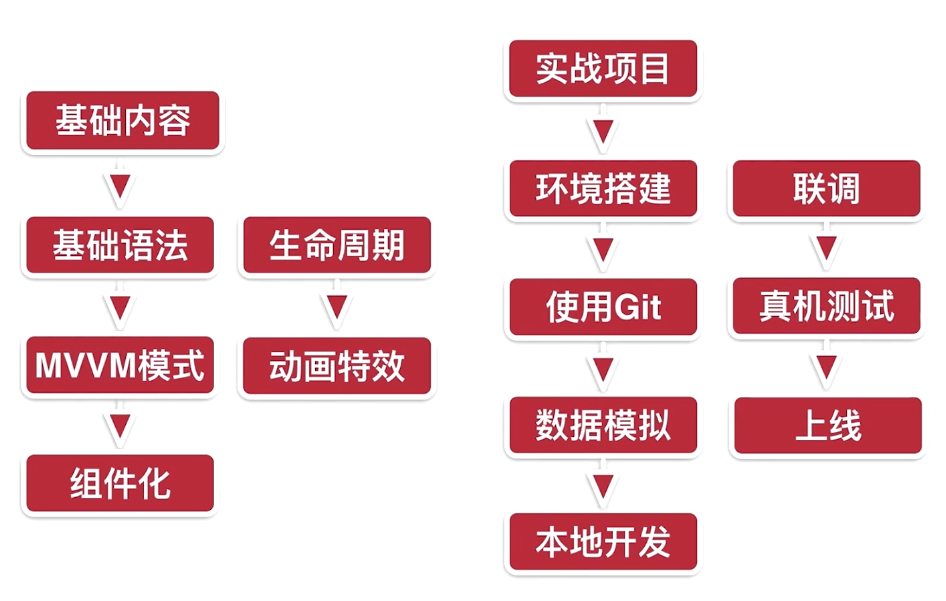 基础内容
基础语法
MVVM模式
组件化
生命周期
动画特效
实战项目
环境搭建
使用Git
数据模拟
本地开发
联调
真机测试
上线